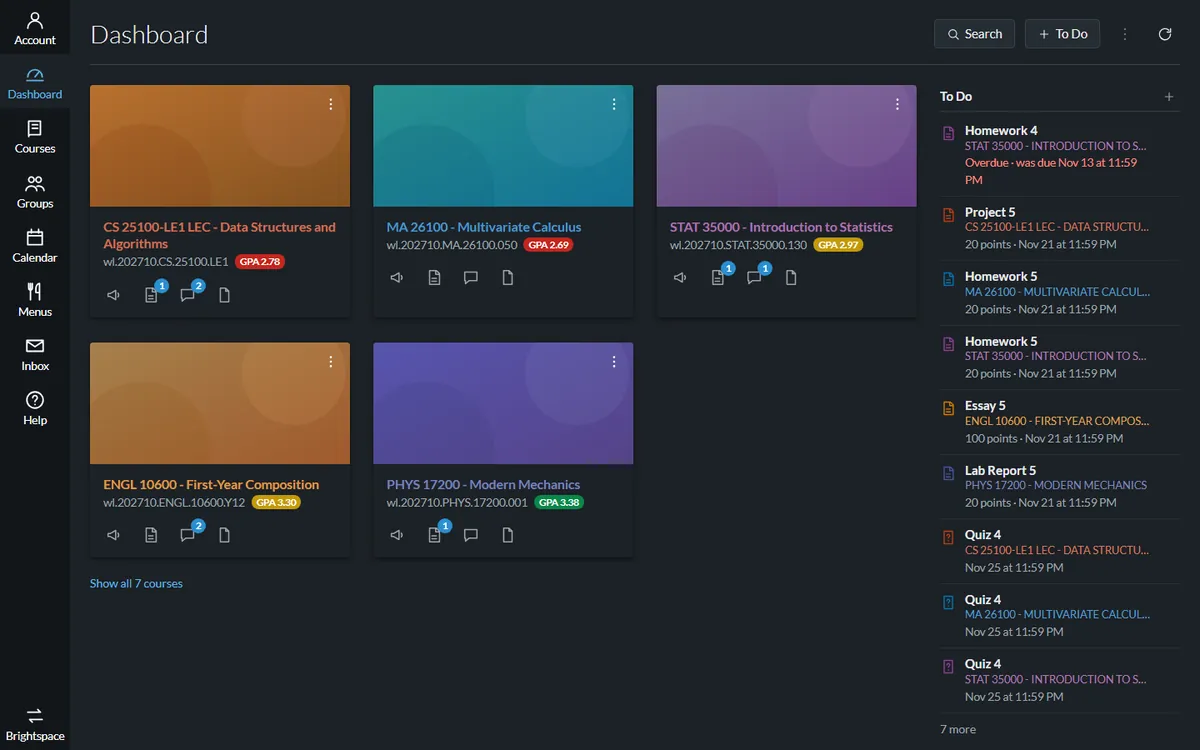 Account
Dashboard
Courses
Groups
Calendar
Menus
Inbox
Help
Brightspace
Dashboard
Search
+ To Do
CS 25100-LE1 LEC - Data Structures and
Algorithms
wl.202710.CS.25100.LE1 GPA 2.78
1
2
MA 26100 - Multivariate Calculus
wl.202710.MA.26100.050 GPA 2.69
STAT 35000 - Introduction to Statistics
wl.202710.STAT.35000.130 GPA 2.97
1
1
ENGL 10600 - First-Year Composition
wl.202710.ENGL.10600.Y12 GPA 3.30
2
PHYS 17200 - Modern Mechanics
wl.202710.PHYS.17200.001 GPA 3.38
1
Show all 7 courses
To Do
Homework 4
STAT 35000 - INTRODUCTION TO S...
Overdue · was due Nov 13 at 11:59
PM
Project 5
CS 25100-LE1 LEC - DATA STRUCTU...
20 points · Nov 21 at 11:59 PM
Homework 5
MA 26100 - MULTIVARIATE CALCUL...
20 points · Nov 21 at 11:59 PM
Homework 5
STAT 35000 - INTRODUCTION TO S...
20 points · Nov 21 at 11:59 PM
Essay 5
ENGL 10600 - FIRST-YEAR COMPOS...
100 points · Nov 21 at 11:59 PM
Lab Report 5
PHYS 17200 - MODERN MECHANICS
20 points · Nov 21 at 11:59 PM
Quiz 4
CS 25100-LE1 LEC - DATA STRUCTU...
Nov 25 at 11:59 PM
Quiz 4
MA 26100 - MULTIVARIATE CALCUL...
Nov 25 at 11:59 PM
Quiz 4
STAT 35000 - INTRODUCTION TO S...
Nov 25 at 11:59 PM
7 more